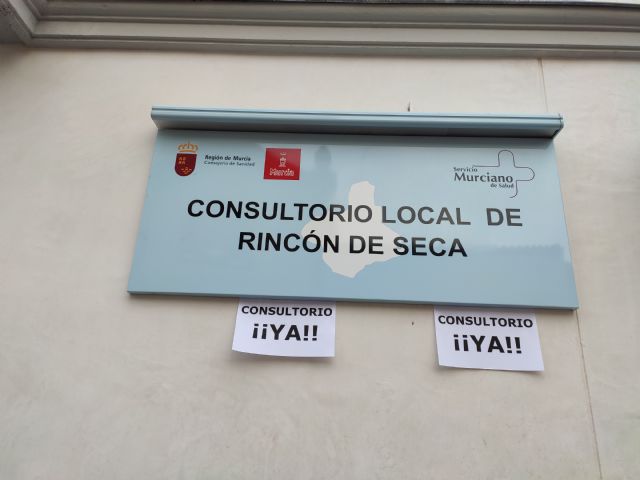 Región de Murcia
Consejería de Sanidad
Murcia
Servicio
Murciano
de Salud
CONSULTORIO LOCAL DE
RINCÓN DE SECA
CONSULTORIO
¡¡YA!!
CONSULTORIO
¡¡YA!!